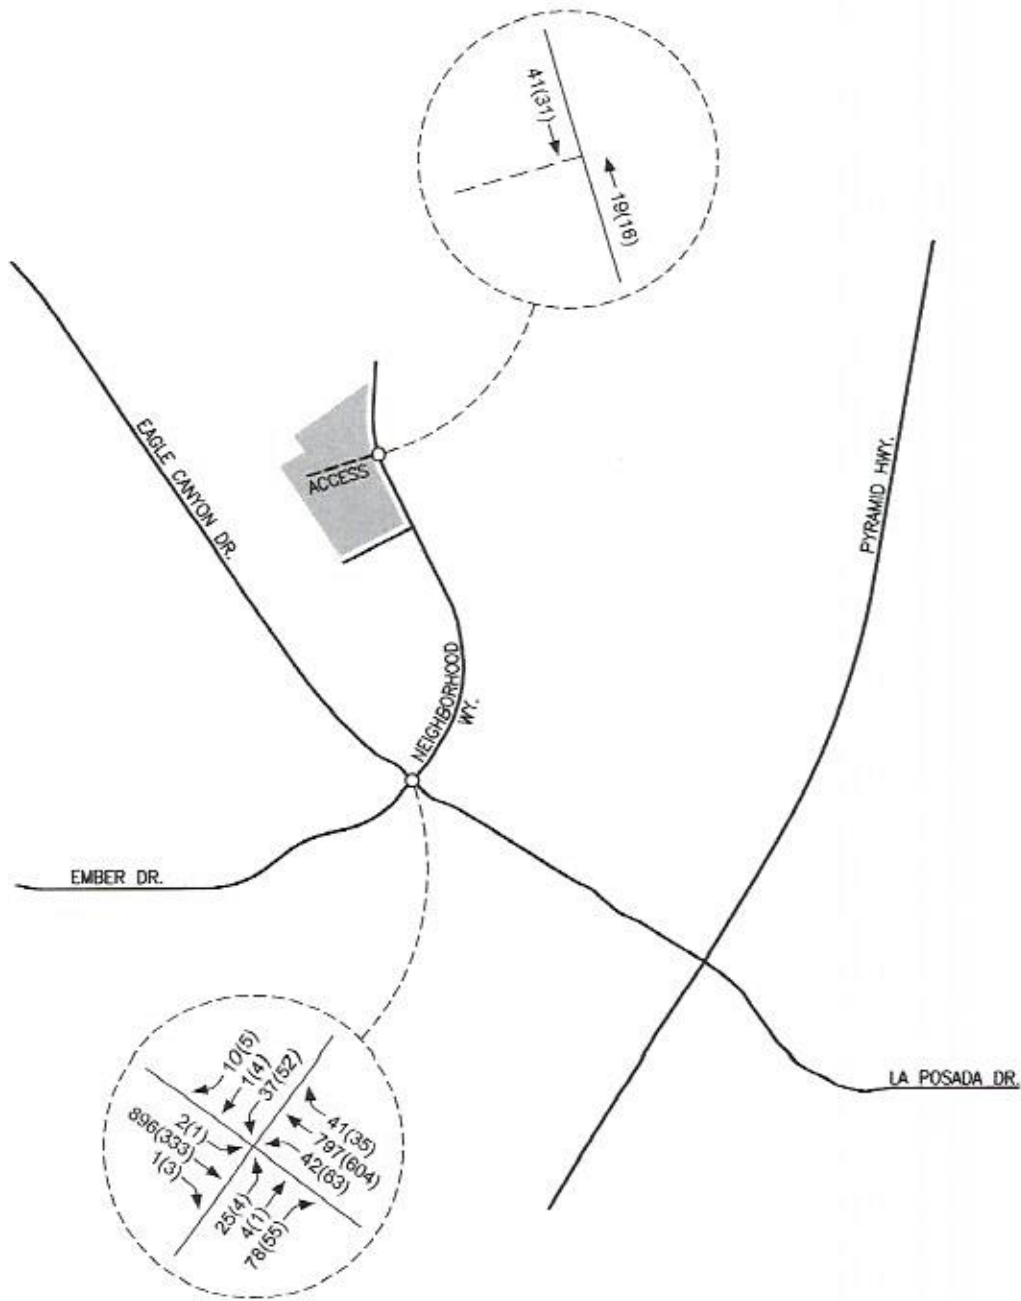 41(31)
19(16)
EAGLE CANYON DR.
ACCESS
PYRAMID HWY.
NEIGHBORHOOD
WY.
EMBER DR.
LA POSADA DR.
10(5)
1(4)
37(52)
2(1)
896(333)
1(3)
41(35)
797(604)
42(63)
25(4)
4(1)
78(55)